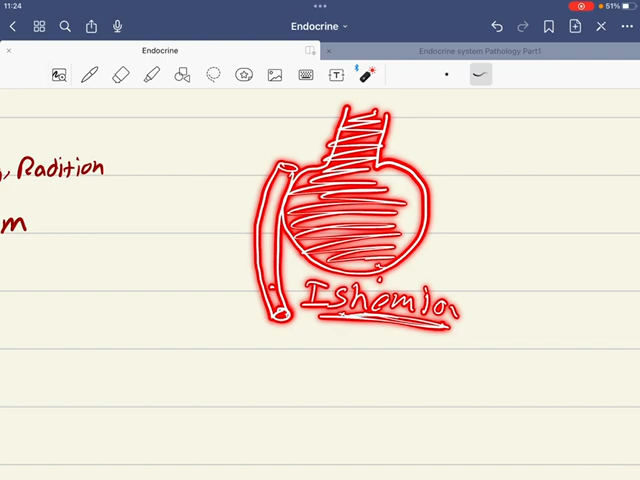 11:24
51%
Endocrine
Endocrine
Endocrine system Pathology Part1
, Radition
m
Ishemia